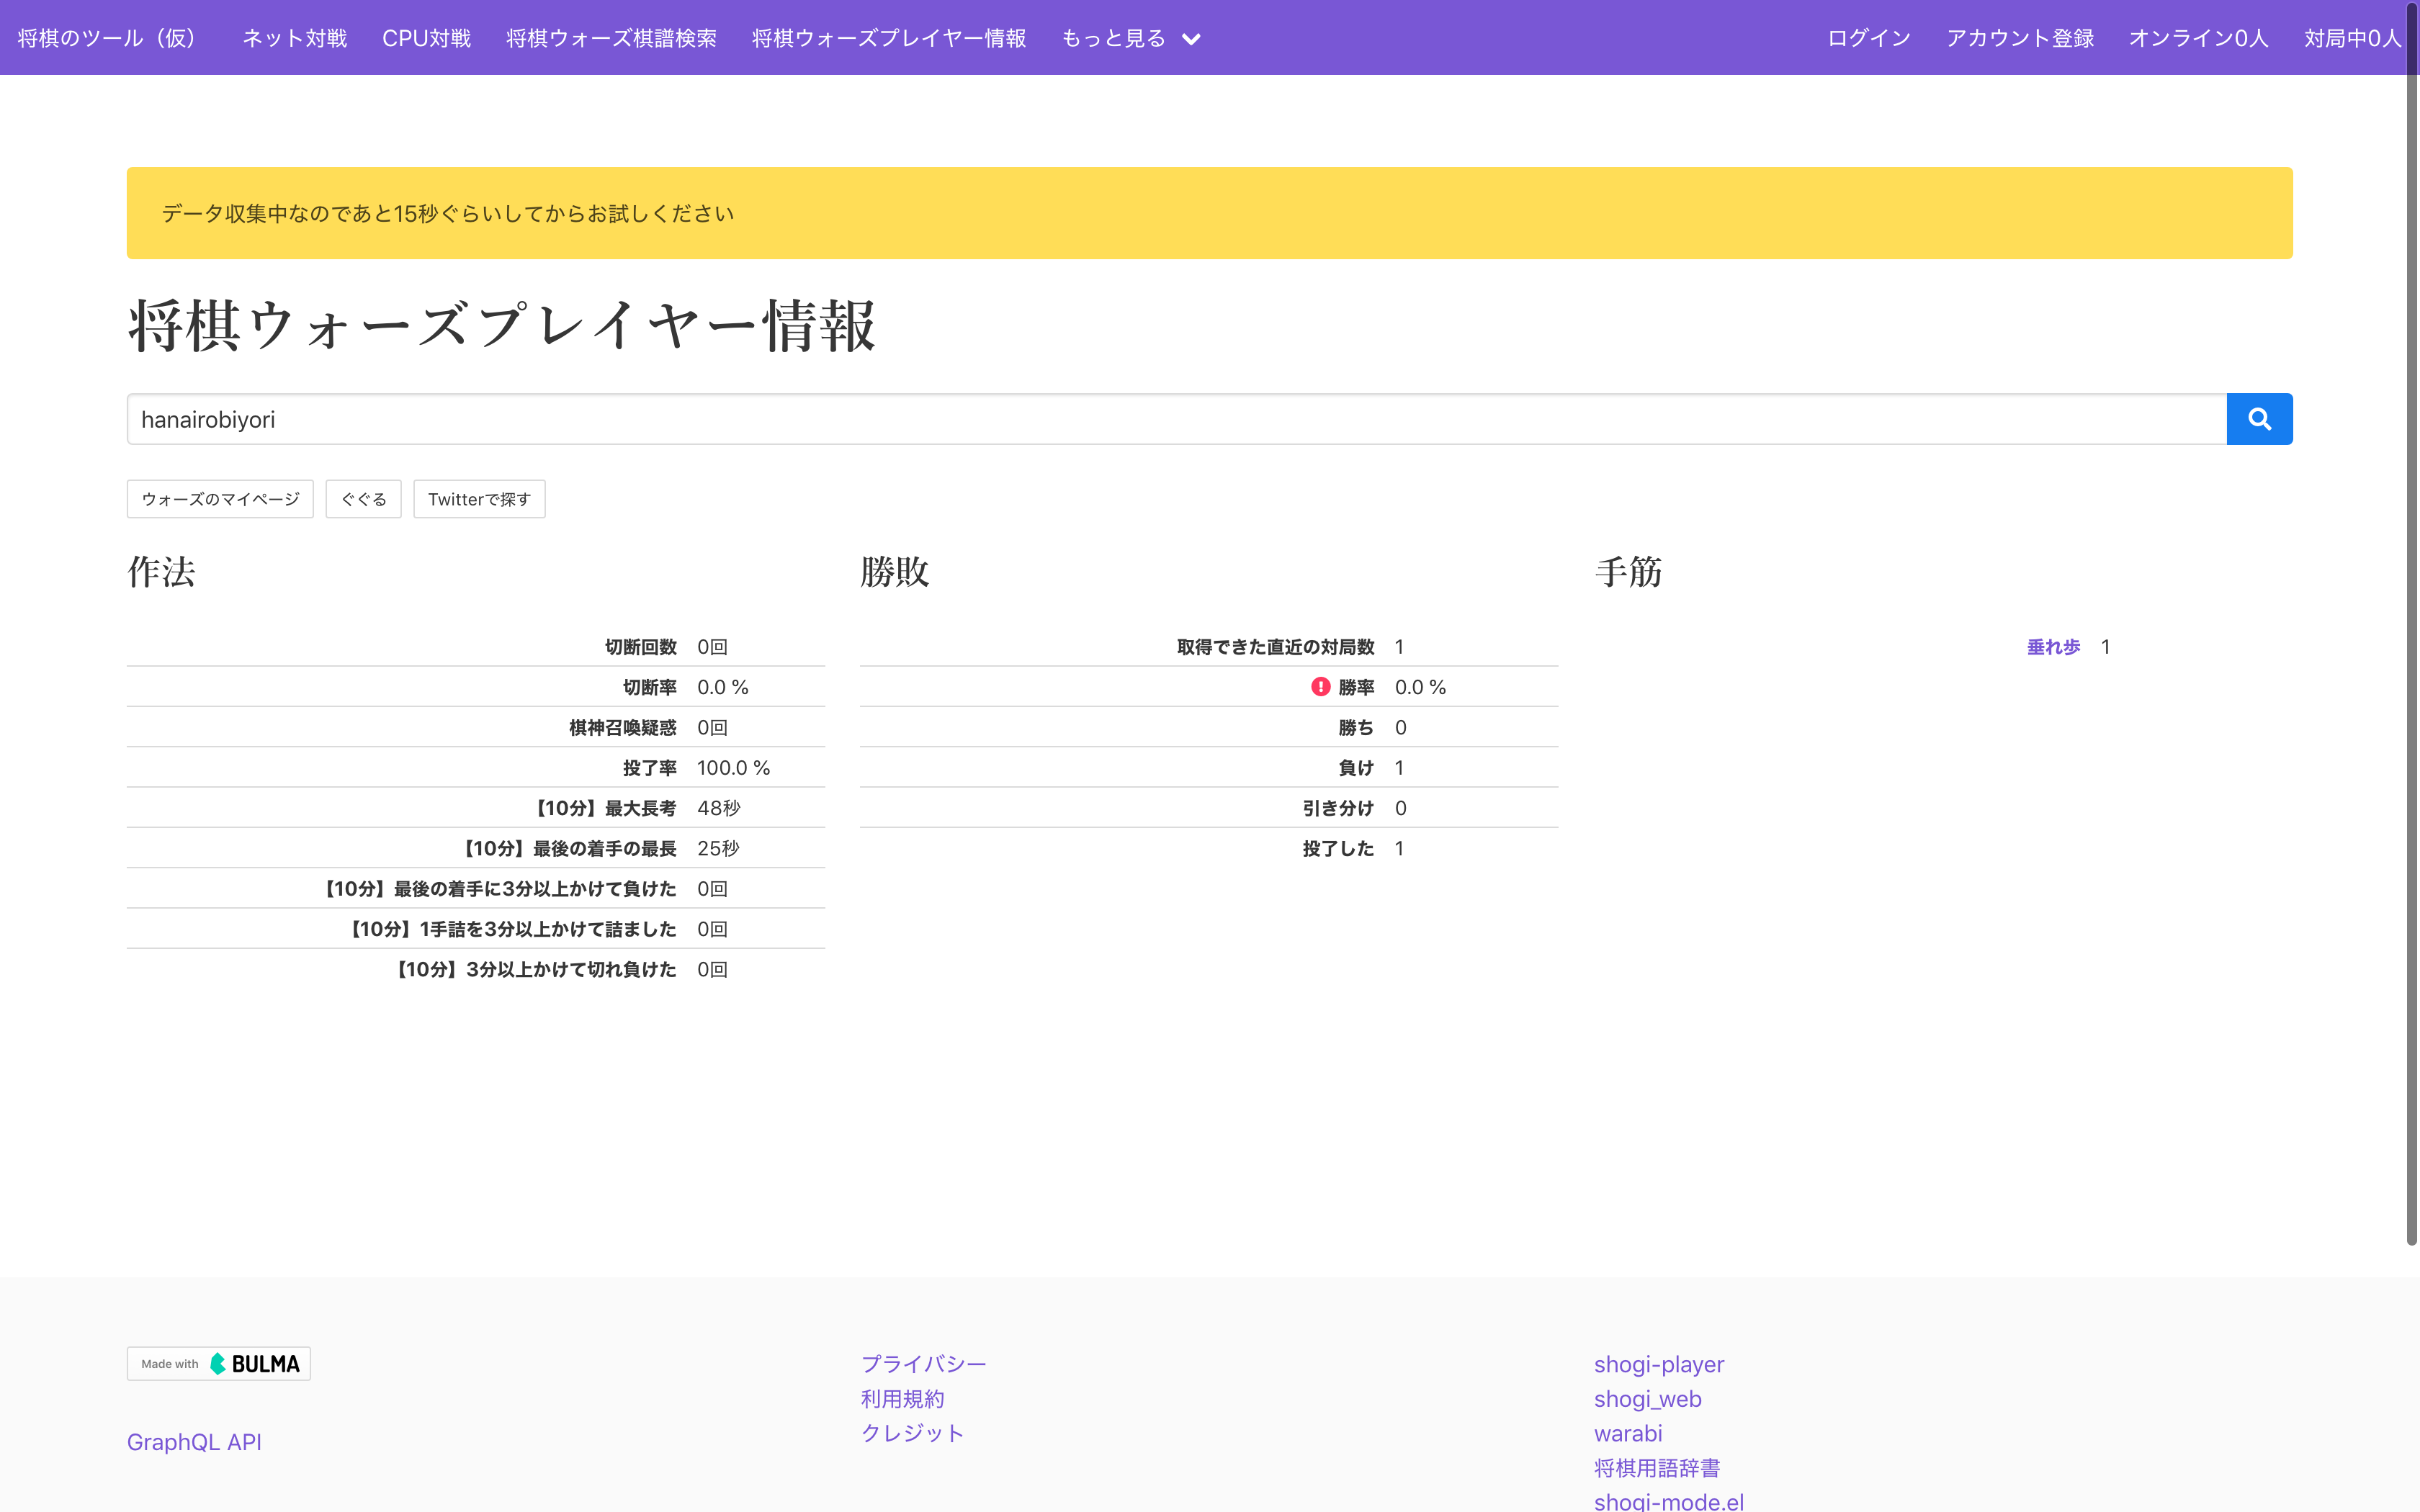 将棋のツール（仮） ネット対戦 CPU対戦 将棋ウォーズ棋譜検索 将棋ウォーズプレイヤー情報 もっと見る ログイン アカウント登録 オンライン0人 対局中0人
データ収集中なのであと15秒ぐらいしてからお試しください
将棋ウォーズプレイヤー情報
hanairobiyori
ウォーズのマイページ ぐぐる Twitterで探す
作法
切断回数 0回
切断率 0.0 %
棋神召喚疑惑 0回
投了率 100.0 %
【10分】最大長考 48秒
【10分】最後の着手の最長 25秒
【10分】最後の着手に3分以上かけて負けた 0回
【10分】1手詰を3分以上かけて詰ました 0回
【10分】3分以上かけて切れ負けた 0回
勝敗
取得できた直近の対局数 1
勝率 0.0 %
勝ち 0
負け 1
引き分け 0
投了した 1
手筋
垂れ歩 1
Made with BULMA
GraphQL API
プライバシー
利用規約
クレジット
shogi-player
shogi_web
warabi
将棋用語辞書
shogi-mode.el